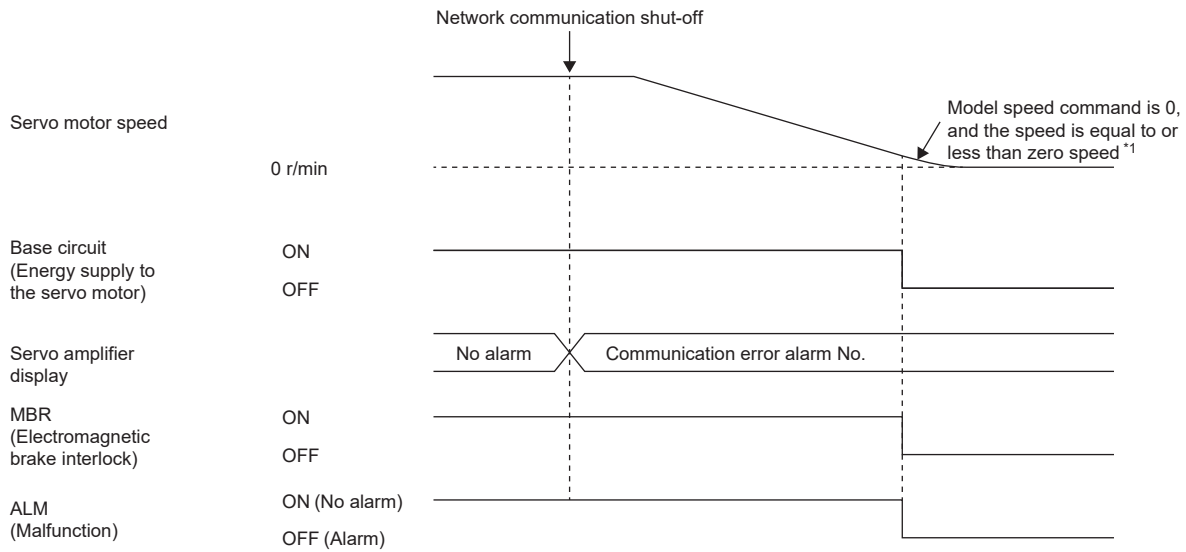 Network communication shut-off
Servo motor speed
0 r/min
Model speed command is 0,
and the speed is equal to or
less than zero speed *1
Base circuit
(Energy supply to
the servo motor)
ON
OFF
Servo amplifier
display
No alarm
Communication error alarm No.
MBR
(Electromagnetic
brake interlock)
ON
OFF
ALM
(Malfunction)
ON (No alarm)
OFF (Alarm)